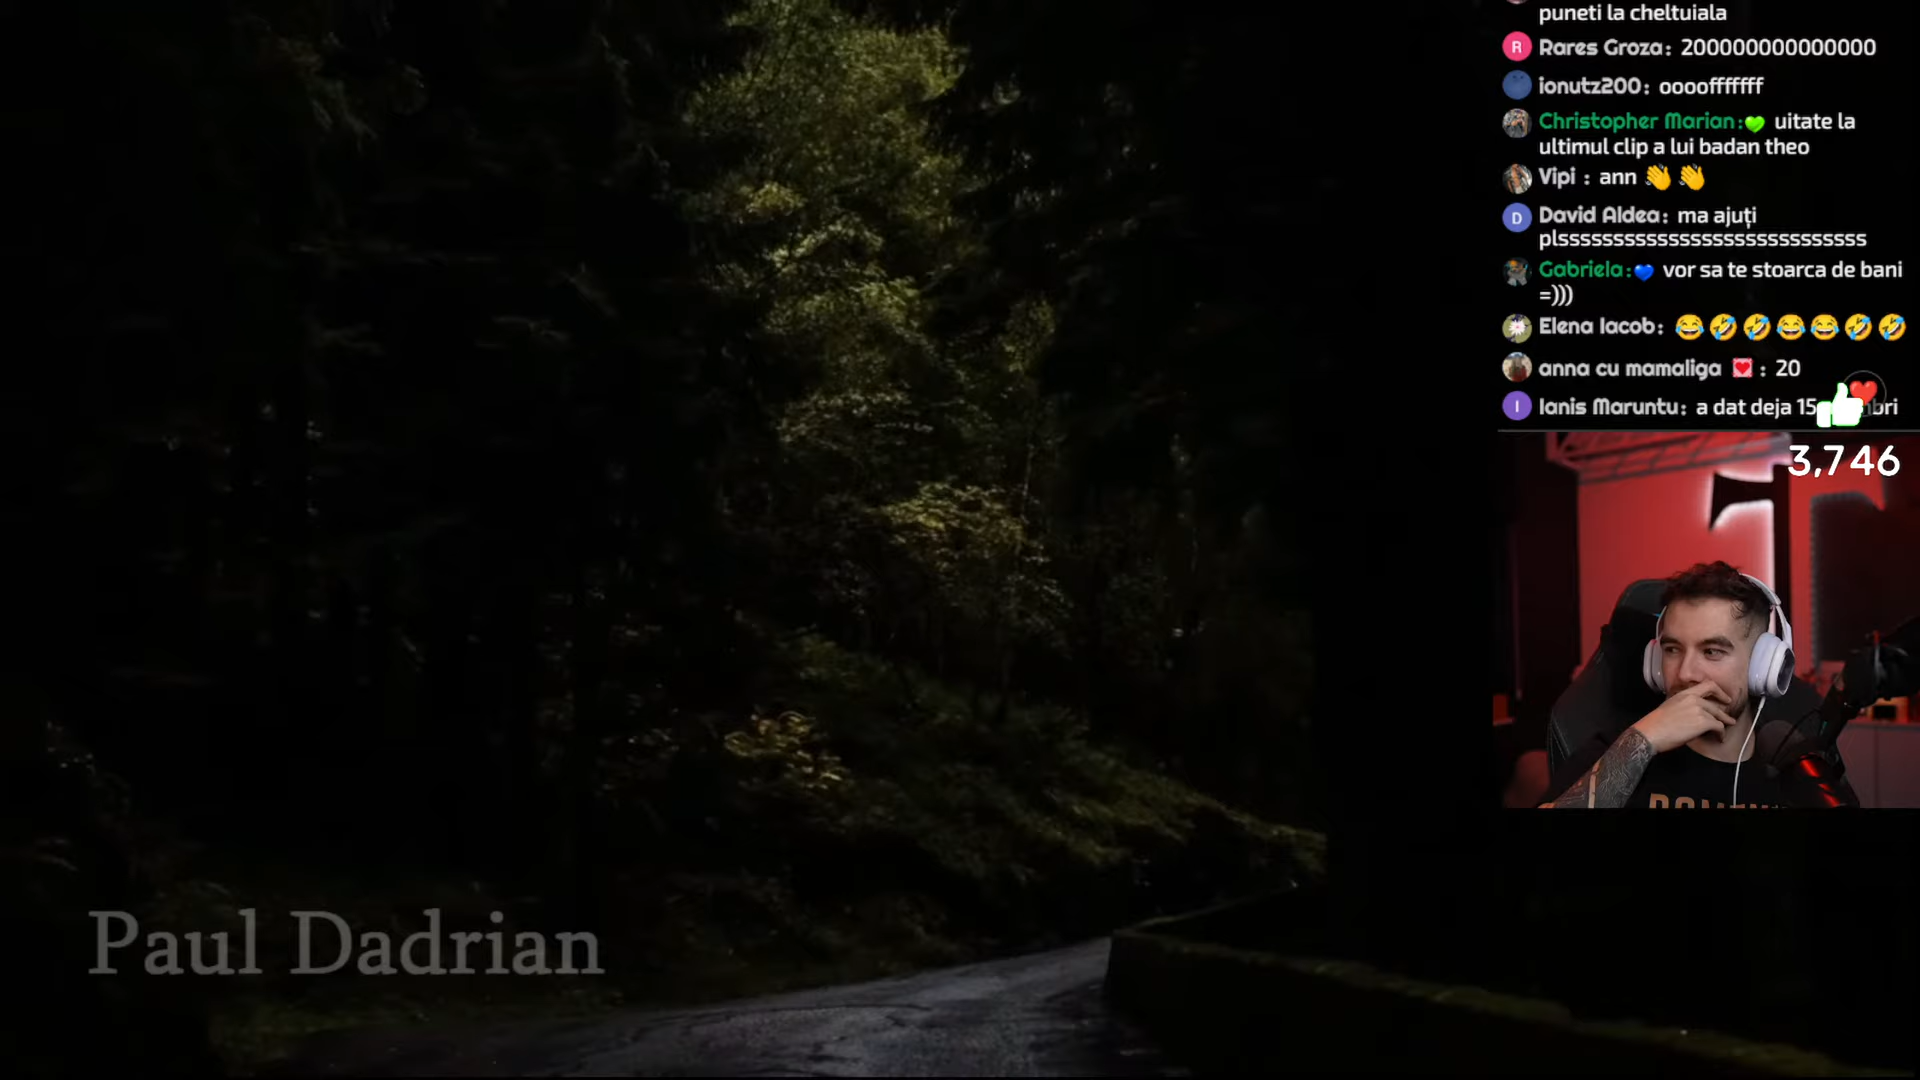 puneti la cheltuiala
Rares Groza: 200000000000000
ionutz200: ooooffffffff
Christopher Marian:💚 uitate la
ultimul clip a lui badan theo
Vipi : ann 👋 👋
David Aldea: ma ajuți
plssssssssssssssssssssssssssss
Gabriela:💙 vor sa te stoarca de bani
=)))
Elena Iacob: 😂 🤣 🤣 😂 😂 🤣 🤣
anna cu mamaliga 💟 : 20
Ianis Maruntu: a dat deja 15
3,746
Paul Dadrian